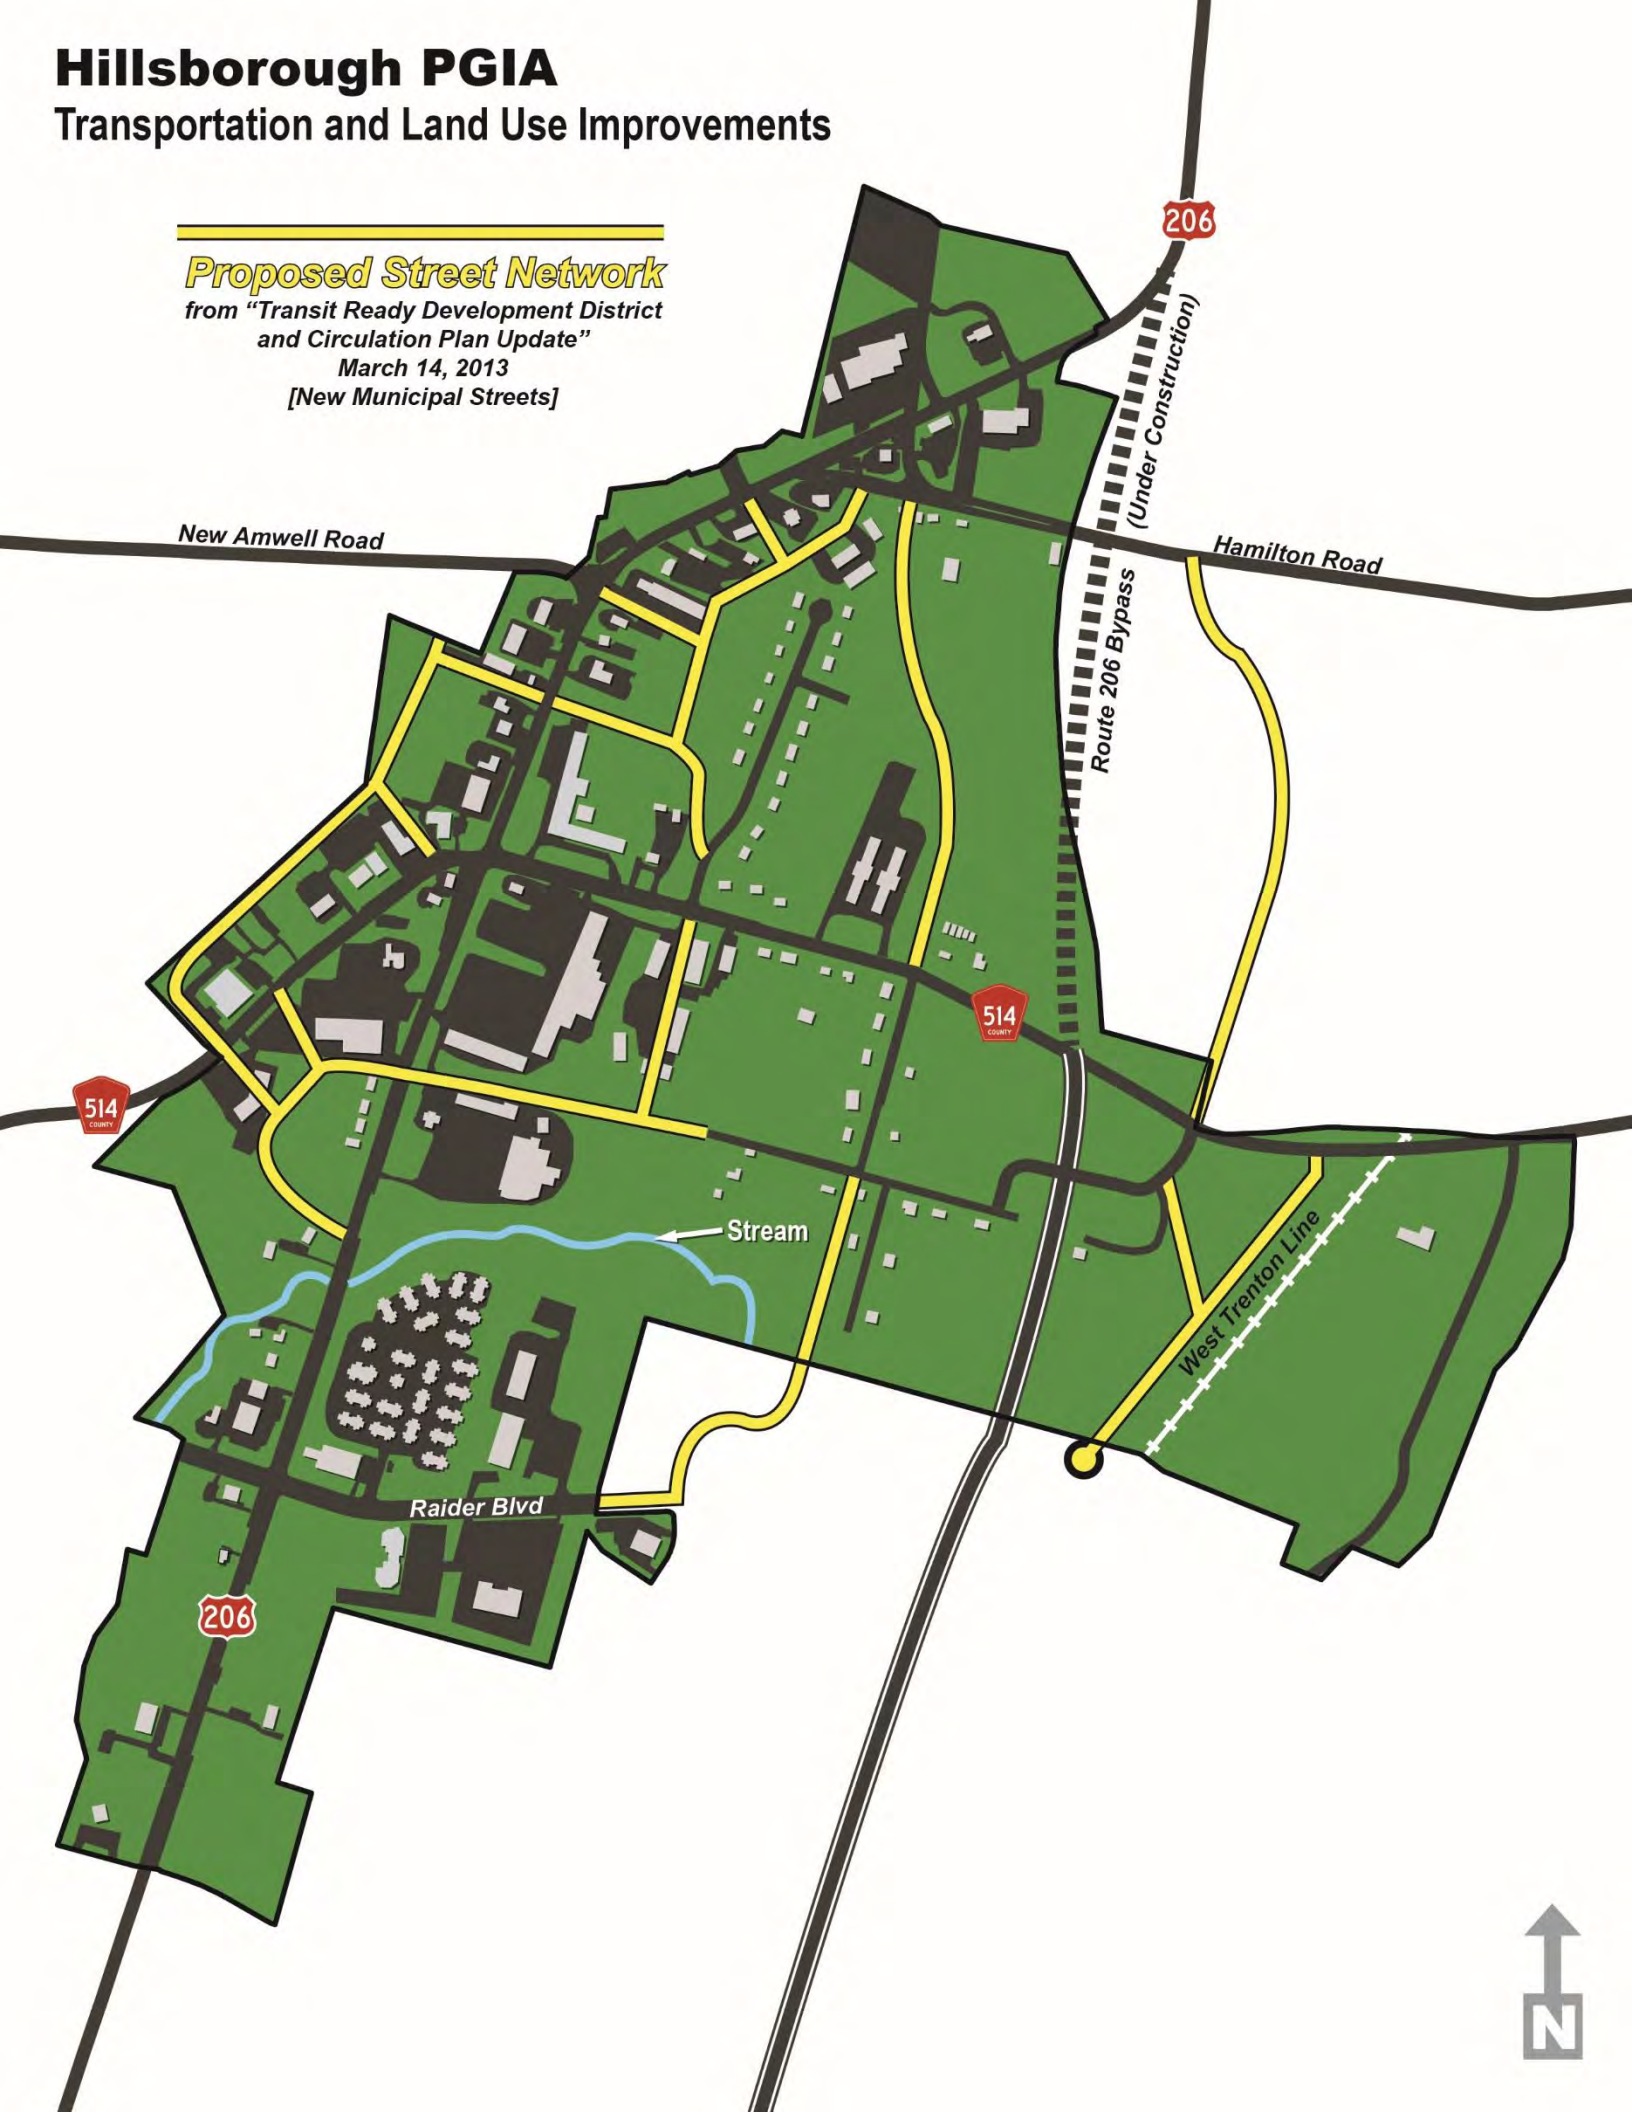 Hillsborough PGIA
Transportation and Land Use Improvements
206
Proposed Street Network
from “Transit Ready Development District
and Circulation Plan Update”
March 14, 2013
[New Municipal Streets]
(Under Construction)
New Amwell Road
Hamilton Road
Route 206 Bypass
514
COUNTY
514
COUNTY
Stream
West Trenton Line
Raider Blvd
206
N